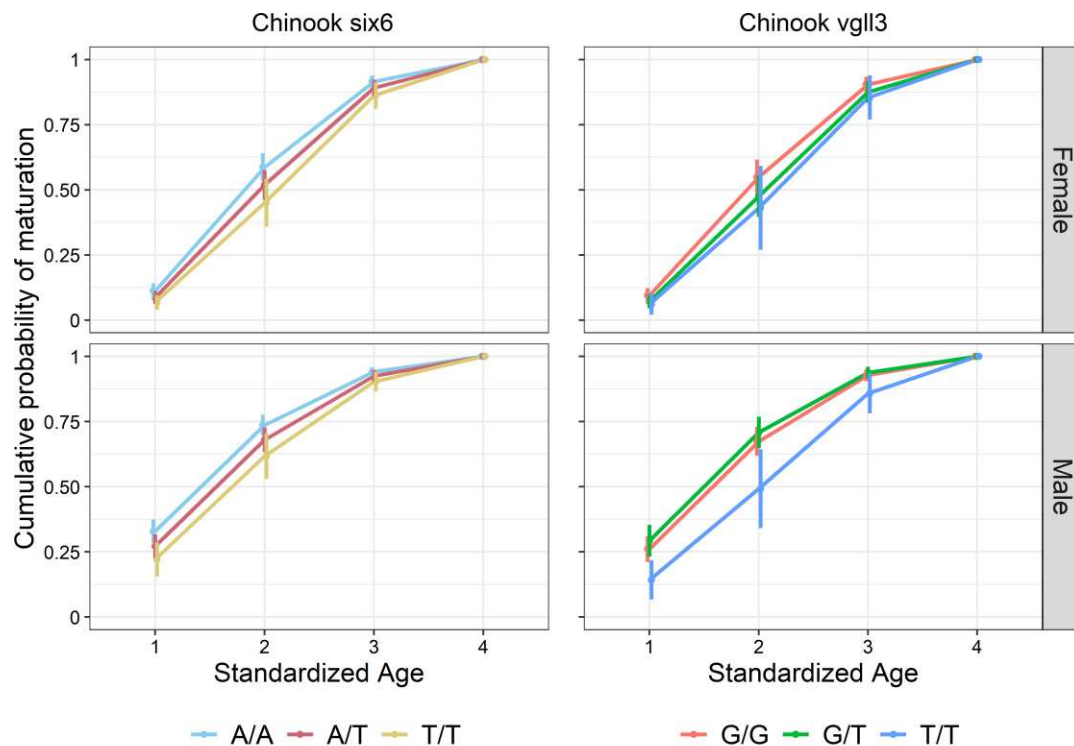 Chinook six6
Chinook vgll3
Cumulative probability of maturation
1
0.75
0.50
0.25
0
Female
1
0.75
0.50
0.25
0
Male
1 2 3 4
1 2 3 4
Standardized Age
Standardized Age
A/A A/T T/T
G/G G/T T/T